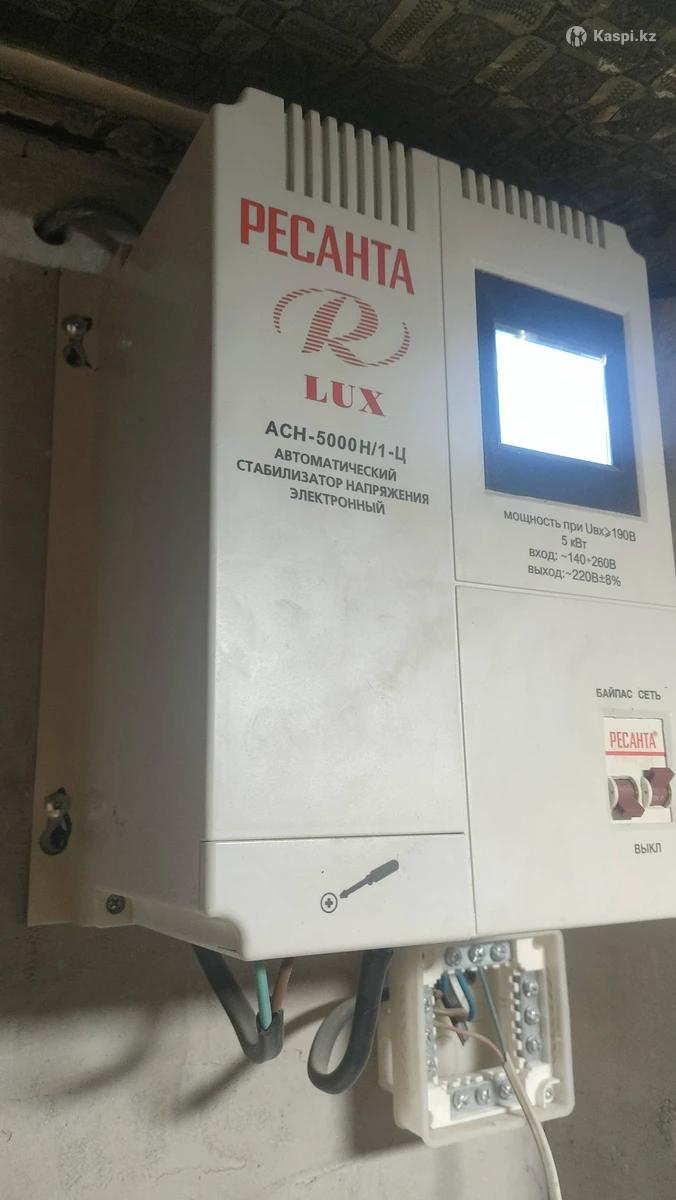 Kaspi.kz
РЕСАНТА
R
LUX
АСН-5000Н/1-Ц
АВТОМАТИЧЕСКИЙ
СТАБИЛИЗАТОР НАПРЯЖЕНИЯ
ЭЛЕКТРОННЫЙ
мощность при Uвх⩾190В
5 кВт
вход: ~140÷260В
выход:~220В±8%
БАЙПАС СЕТЬ
РЕСАНТА®
ВЫКЛ